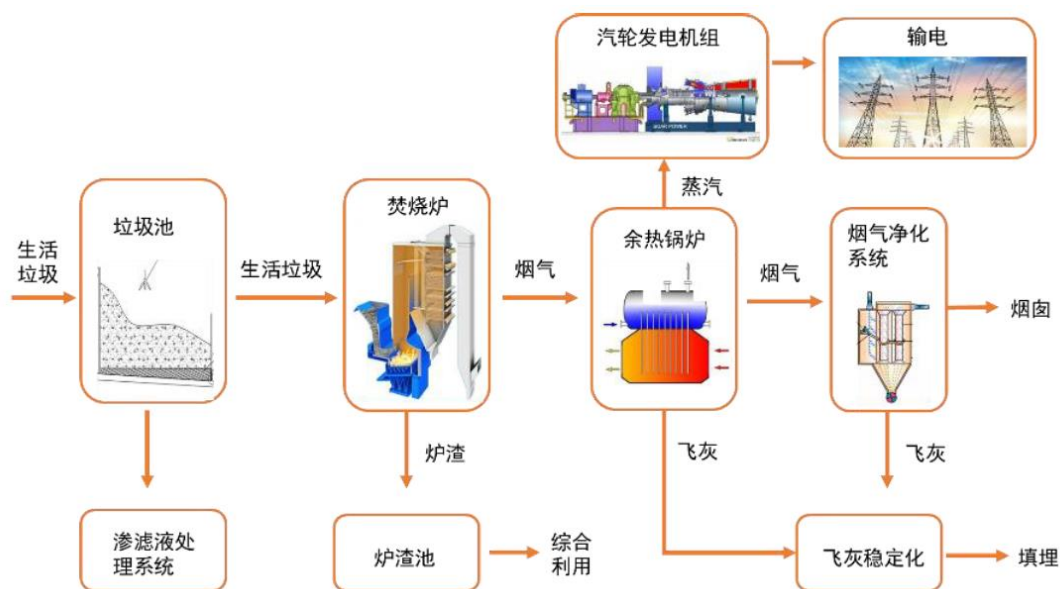 汽轮发电机组
输电
蒸汽
生活
垃圾
垃圾池
生活垃圾
焚烧炉
烟气
余热锅炉
烟气
烟气净化
系统
烟囱
炉渣
飞灰
飞灰
渗滤液处
理系统
炉渣池
综合
利用
飞灰稳定化
填埋